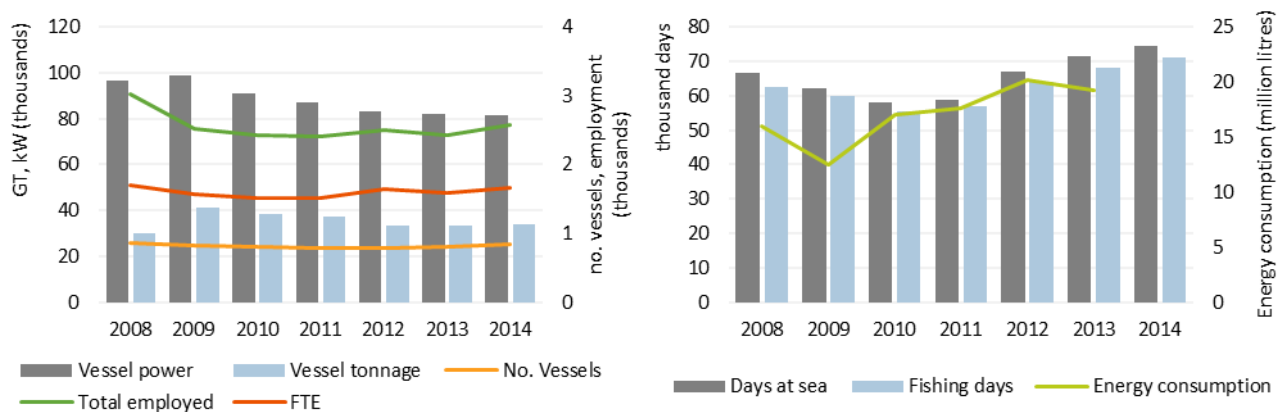 GT, kW (thousands)
120
100
80
60
40
20
0
4
3
2
1
0
no. vessels, employment
(thousands)
2008 2009 2010 2011 2012 2013 2014
Vessel power Vessel tonnage No. Vessels
Total employed FTE
thousand days
80
70
60
50
40
30
20
10
0
25
20
15
10
5
0
Energy consumption (million litres)
2008 2009 2010 2011 2012 2013 2014
Days at sea Fishing days Energy consumption